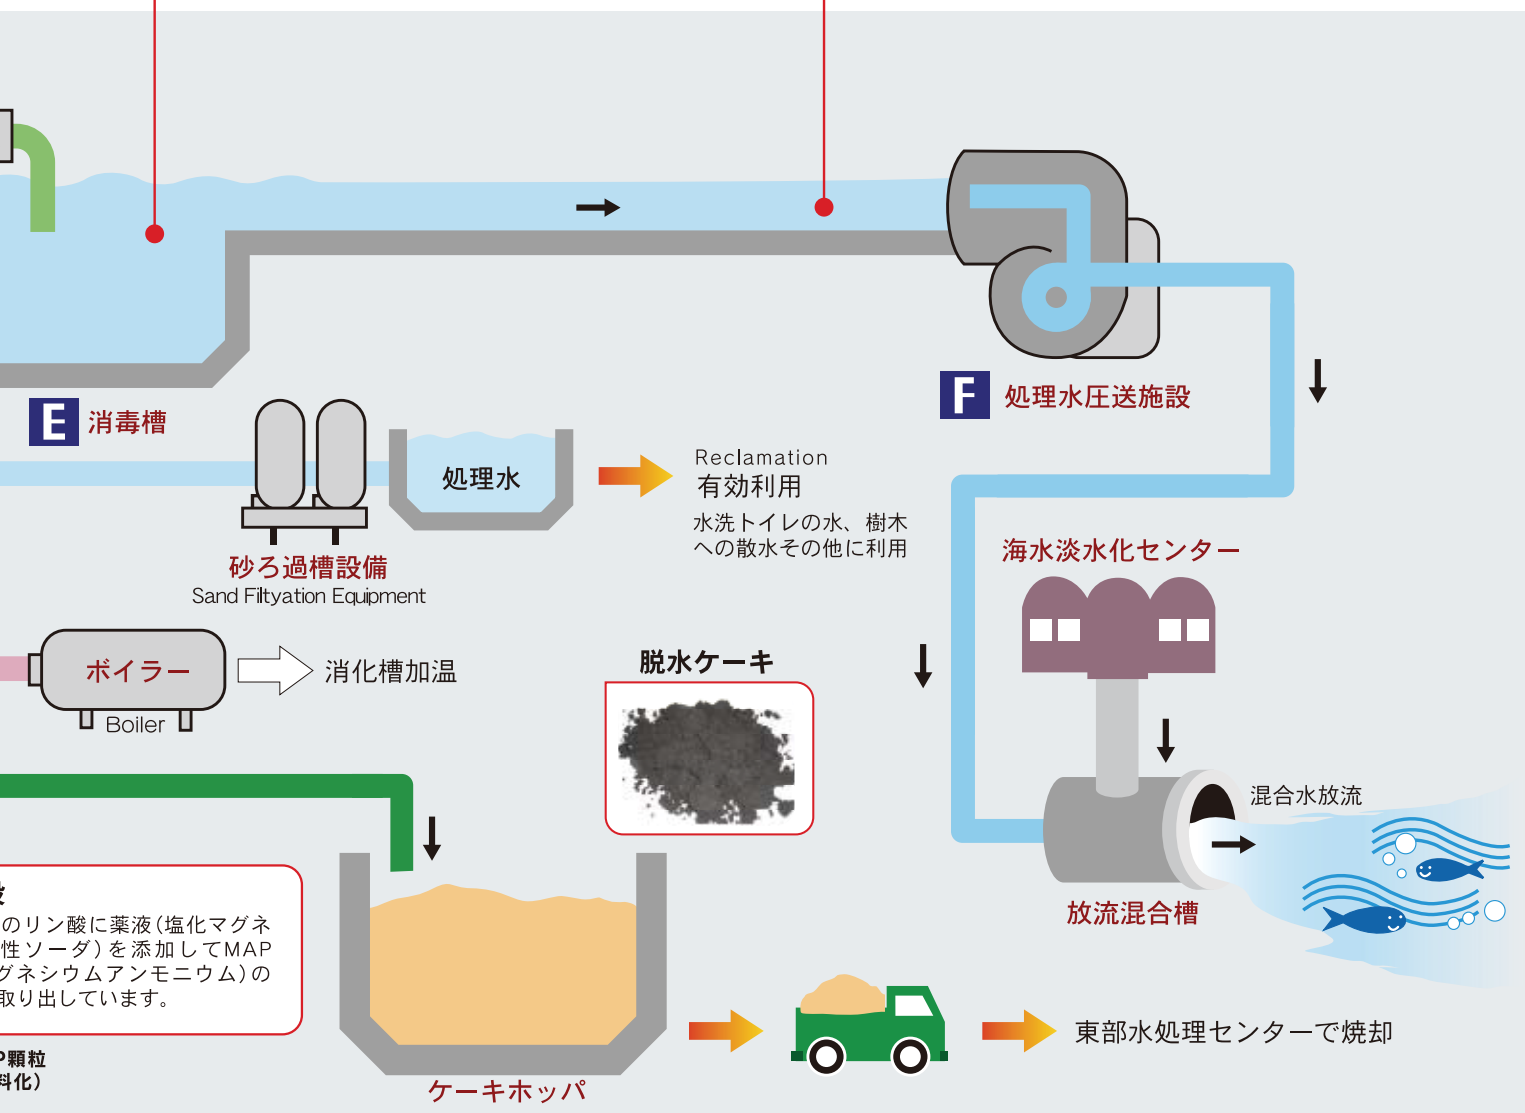 E 消毒槽
F 処理水圧送施設
処理水
Reclamation
有効利用
水洗トイレの水、樹木
への散水その他に利用
砂ろ過槽設備
Sand Filtyation Equipment
海水淡水化センター
ボイラー
Boiler
消化槽加温
脱水ケーキ
混合水放流
放流混合槽
のリン酸に薬液(塩化マグネ
性ソーダ)を添加してMAP
グネシウムアンモニウム)の
取り出しています。
P顆粒
料化)
ケーキホッパ
東部水処理センターで焼却